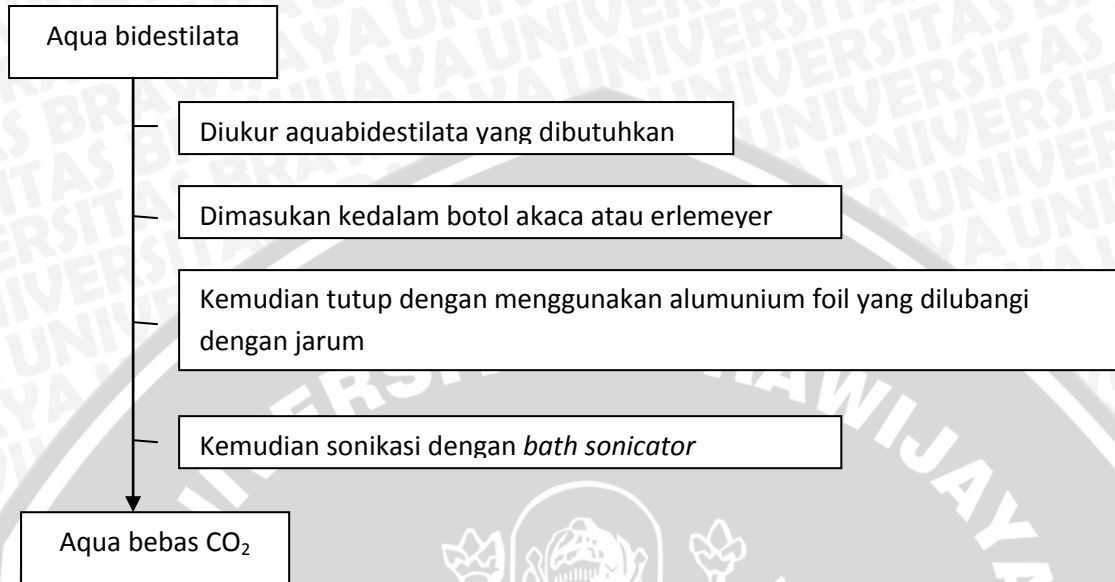 Aqua bidestilata
Diukur aquabidestilata yang dibutuhkan
Dimasukan kedalam botol akaca atau erlemeyer
Kemudian tutup dengan menggunakan alumunium foil yang dilubangi
dengan jarum
Kemudian sonikasi dengan bath sonicator
Aqua bebas CO₂